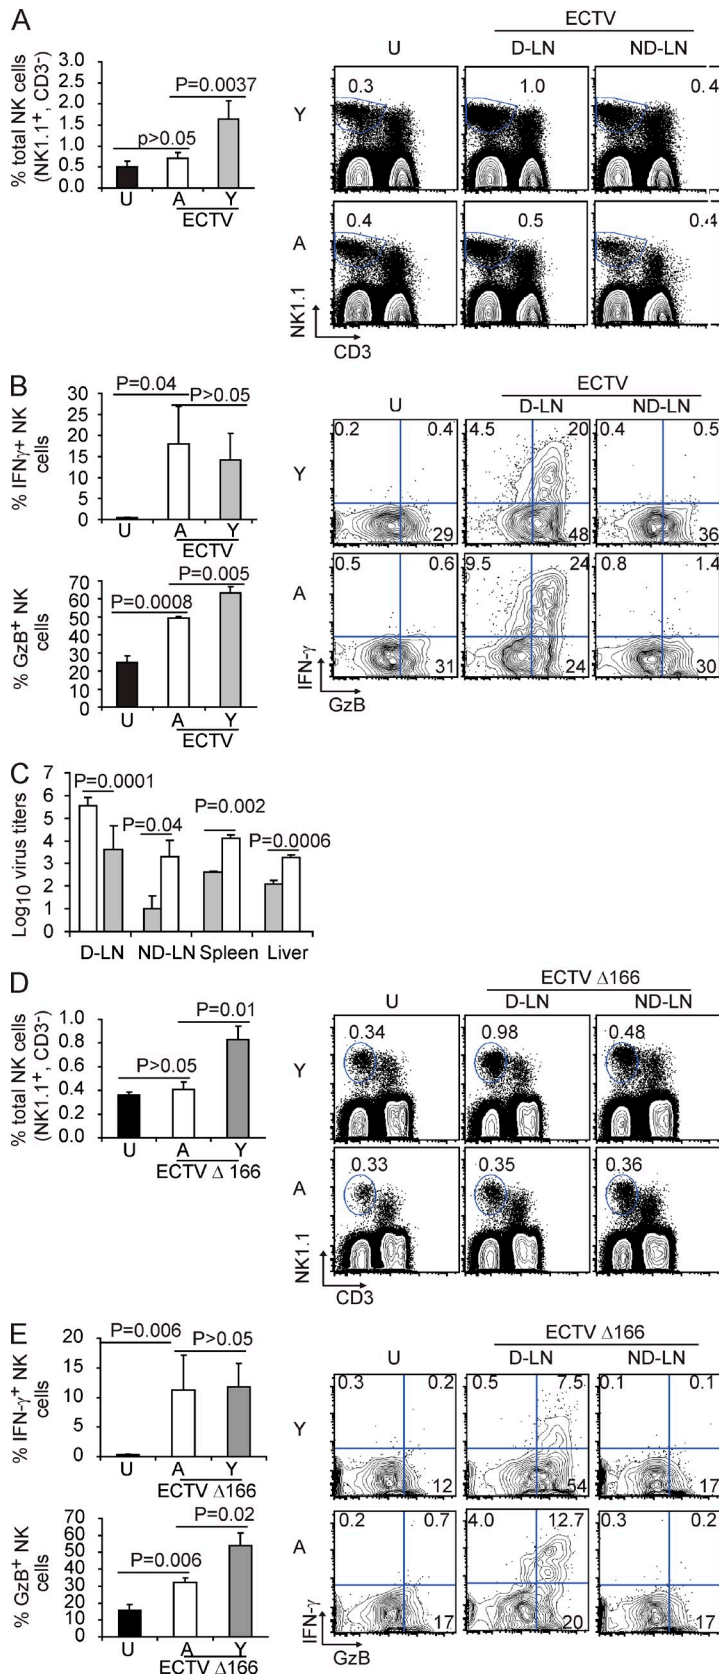 A
% total NK cells
(NK1.1+, CD3-)
3.0
2.5
2.0
1.5
1.0
0.5
0.0
P=0.0037
p>0.05
U
A
Y
ECTV
ECTV
U
D-LN
ND-LN
Y
0.3
1.0
0.4
A
0.4
0.5
0.4
NK1.1
CD3
B
% IFNγ+ NK
cells
30
25
20
15
10
5
0
P=0.04
P>0.05
U
A
Y
ECTV
% GzB+ NK
cells
70
60
50
40
30
20
10
0
P=0.005
P=0.0008
U
A
Y
ECTV
ECTV
U
D-LN
ND-LN
Y
0.2
0.4
29
4.5
20
48
0.4
0.5
36
A
0.5
0.6
31
9.5
24
24
0.8
1.4
30
IFN-γ
GzB
C
Log10 virus titers
7
6
5
4
3
2
1
0
P=0.0001
P=0.04
P=0.002
P=0.0006
D-LN
ND-LN
Spleen
Liver
D
% total NK cells
(NK1.1+, CD3-)
1.0
0.8
0.6
0.4
0.2
0.0
P=0.01
P>0.05
U
A
Y
ECTV Δ 166
ECTV Δ166
U
D-LN
ND-LN
Y
0.34
0.98
0.48
A
0.33
0.35
0.36
NK1.1
CD3
E
% IFN-γ+ NK
cells
20
15
10
5
0
P=0.006
P>0.05
U
A
Y
ECTV Δ166
% GzB+ NK
cells
70
60
50
40
30
20
10
0
P=0.02
P=0.006
U
A
Y
ECTV Δ166
ECTV Δ166
U
D-LN
ND-LN
Y
0.3
0.2
12
0.5
7.5
54
0.1
0.1
17
A
0.2
0.7
17
4.0
12.7
20
0.3
0.2
17
IFN-γ
GzB